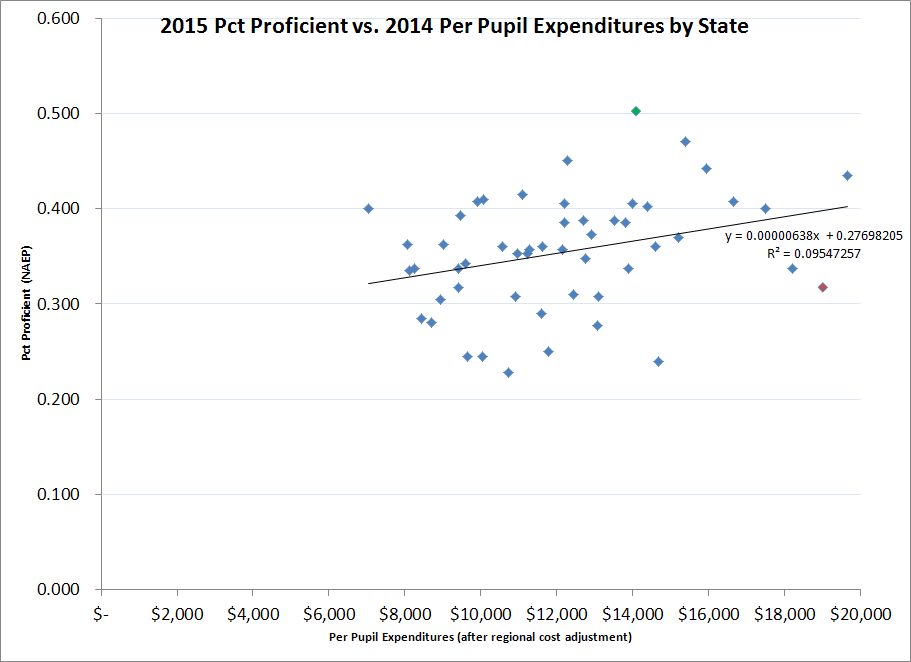 2015 Pct Proficient vs. 2014 Per Pupil Expenditures by State
0.600
0.500
0.400
0.300
0.200
0.100
0.000
Pct Proficient (NAEP)
y = 0.00000638x + 0.27698205
R² = 0.09547257
$- $2,000 $4,000 $6,000 $8,000 $10,000 $12,000 $14,000 $16,000 $18,000 $20,000
Per Pupil Expenditures (after regional cost adjustment)